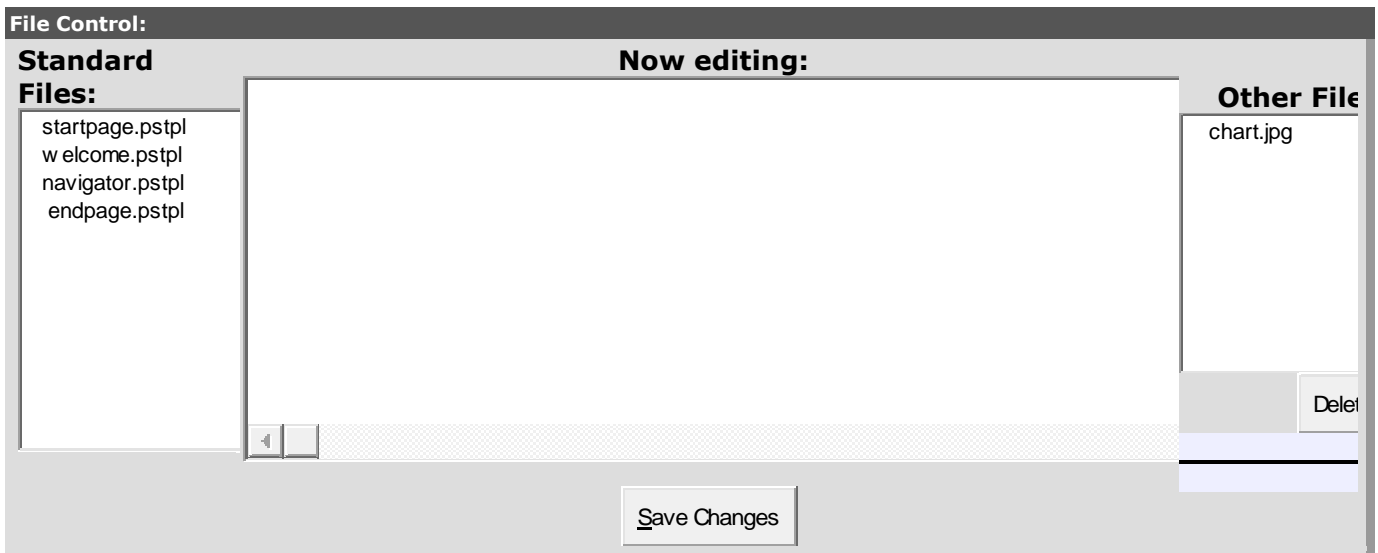 File Control:
Standard
Files:
startpage.pstpl
welcome.pstpl
navigator.pstpl
endpage.pstpl
Now editing:
Other File
chart.jpg
Delet
Save Changes